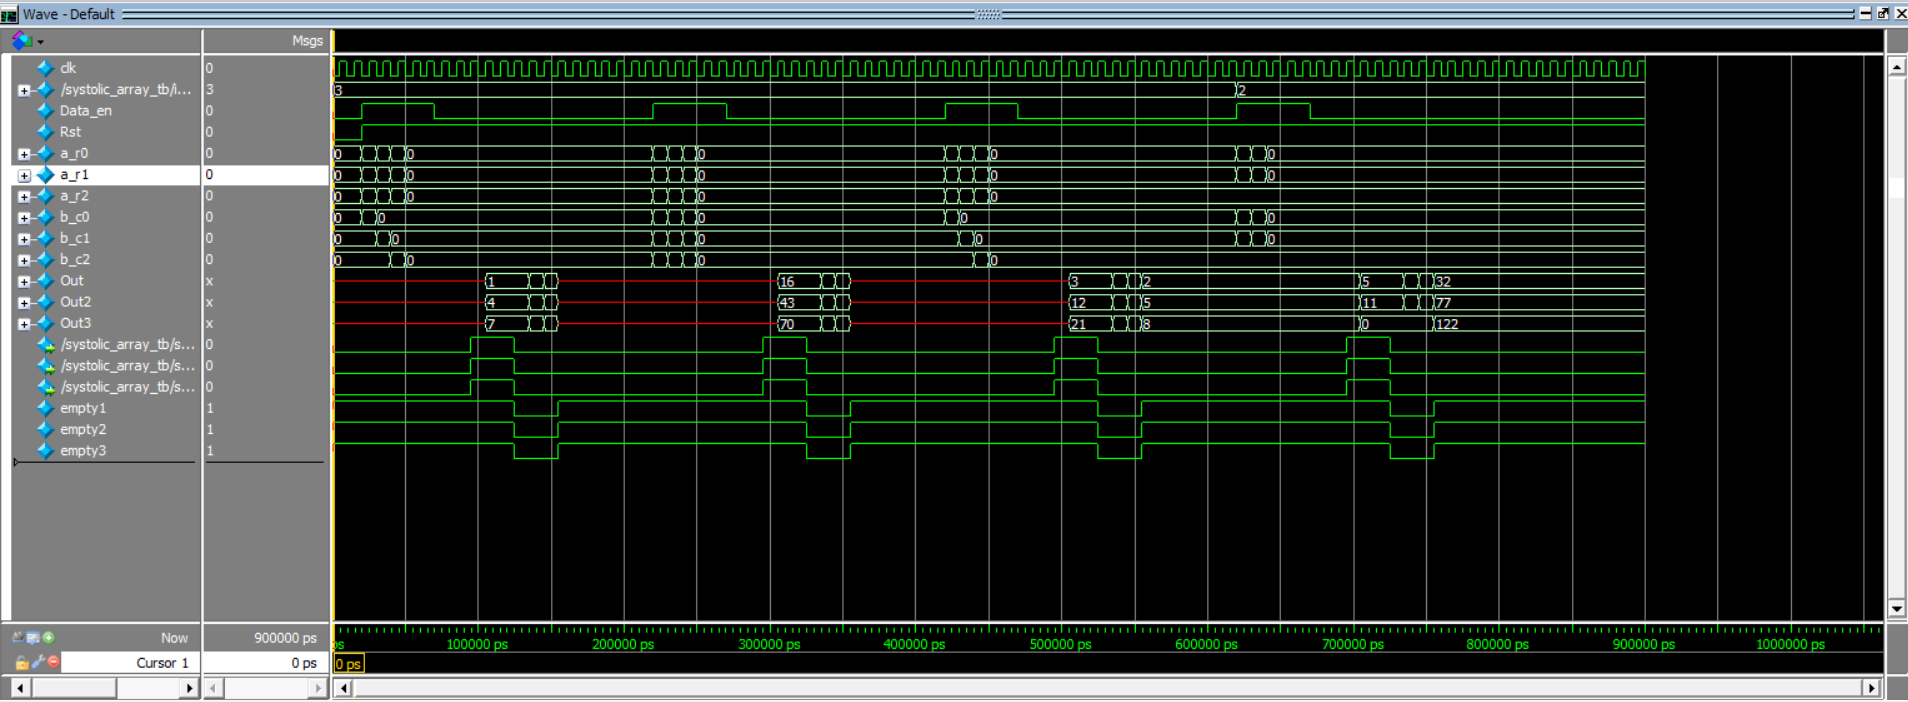 Wave - Default
Msgs
clk 0
/systolic_array_tb/i... 3 3 2
Data_en 0
Rst 0
a_r0 0 0 0 0 0 0
a_r1 0 0 0 0 0 0
a_r2 0 0 0 0 0
b_c0 0 0 0 0 0 0
b_c1 0 0 0 0 0 0
b_c2 0 0 0 0 0
Out x 1 16 3 2 5 32
Out2 x 4 43 12 5 11 77
Out3 x 7 70 21 8 0 122
/systolic_array_tb/s... 0
/systolic_array_tb/s... 0
/systolic_array_tb/s... 0
empty1 1
empty2 1
empty3 1
Now 900000 ps ps 100000 ps 200000 ps 300000 ps 400000 ps 500000 ps 600000 ps 700000 ps 800000 ps 900000 ps 1000000 ps
Cursor 1 0 ps 0 ps